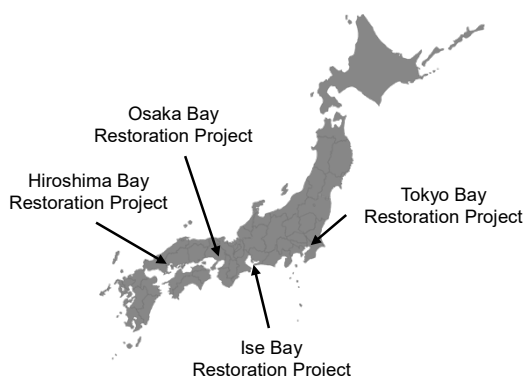 Osaka Bay
Restoration Project
Hiroshima Bay
Restoration Project
Tokyo Bay
Restoration Project
Ise Bay
Restoration Project